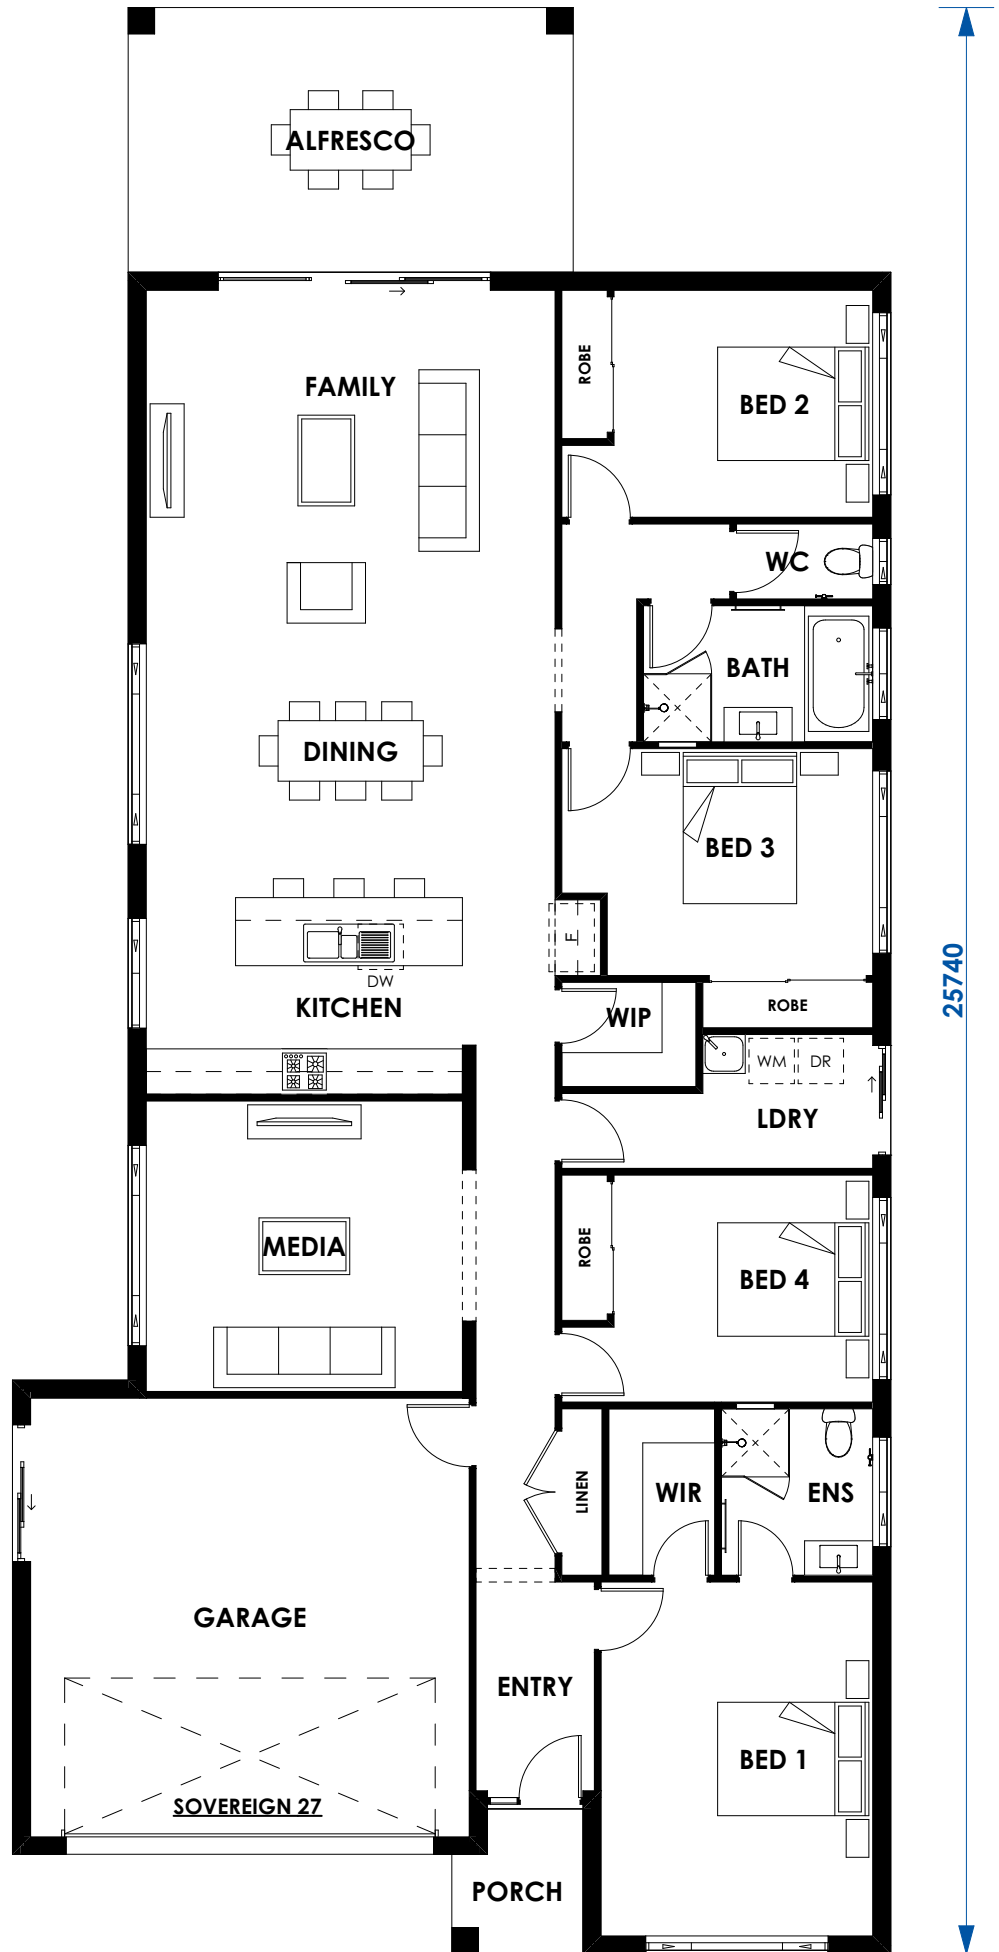 ALFRESCO
FAMILY
ROBE
BED 2
WC
BATH
DINING
BED 3
F
DW
KITCHEN
WIP
ROBE
25740
WM
DR
LDRY
MEDIA
ROBE
BED 4
LINEN
WIR
ENS
GARAGE
ENTRY
BED 1
SOVEREIGN 27
PORCH